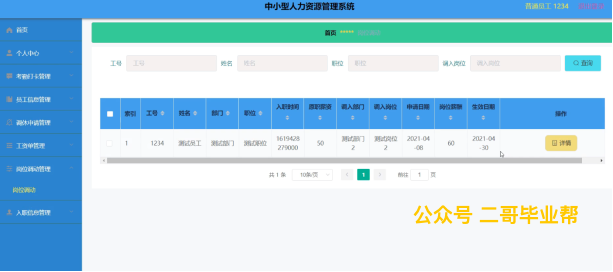 中小型人力资源管理系统
普通员工 1234
首页
个人中心
考勤打卡管理
员工信息管理
调休申请管理
工资单管理
岗位调动管理
岗位调动
入职信息管理
首页
工号 工号 姓名 姓名 职位 职位 调入岗位 调入岗位 查询
索引 工号 姓名 部门 职位 入职时间 原职薪资 调入部门 调入岗位 申请日期 岗位薪酬 生效日期 操作
1 1234 测试员工 测试部门 测试职位 1619428279000 50 测试部门2 测试岗位2 2021-04-08 60 2021-04-30 详情
共 1 条 10条/页 1 前往 1 页
公众号 二哥毕业帮